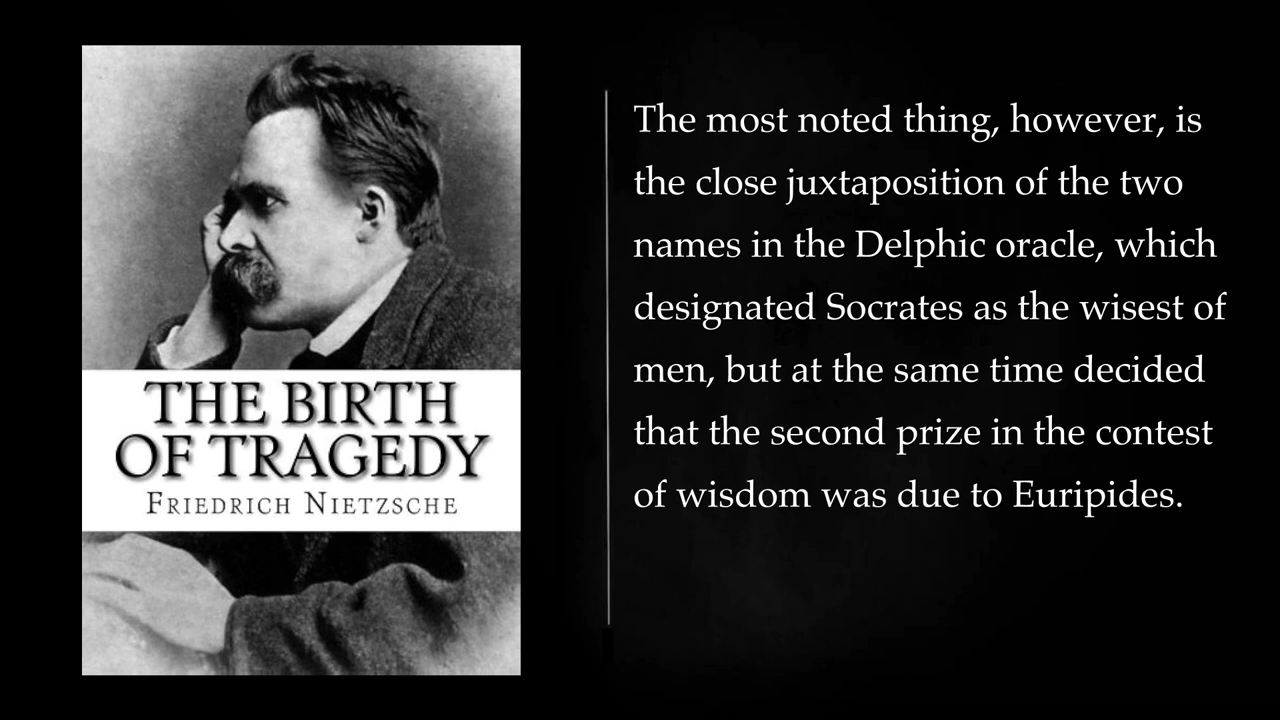 THE BIRTH
OF TRAGEDY
FRIEDRICH NIETZSCHE
The most noted thing, however, is
the close juxtaposition of the two
names in the Delphic oracle, which
designated Socrates as the wisest of
men, but at the same time decided
that the second prize in the contest
of wisdom was due to Euripides.